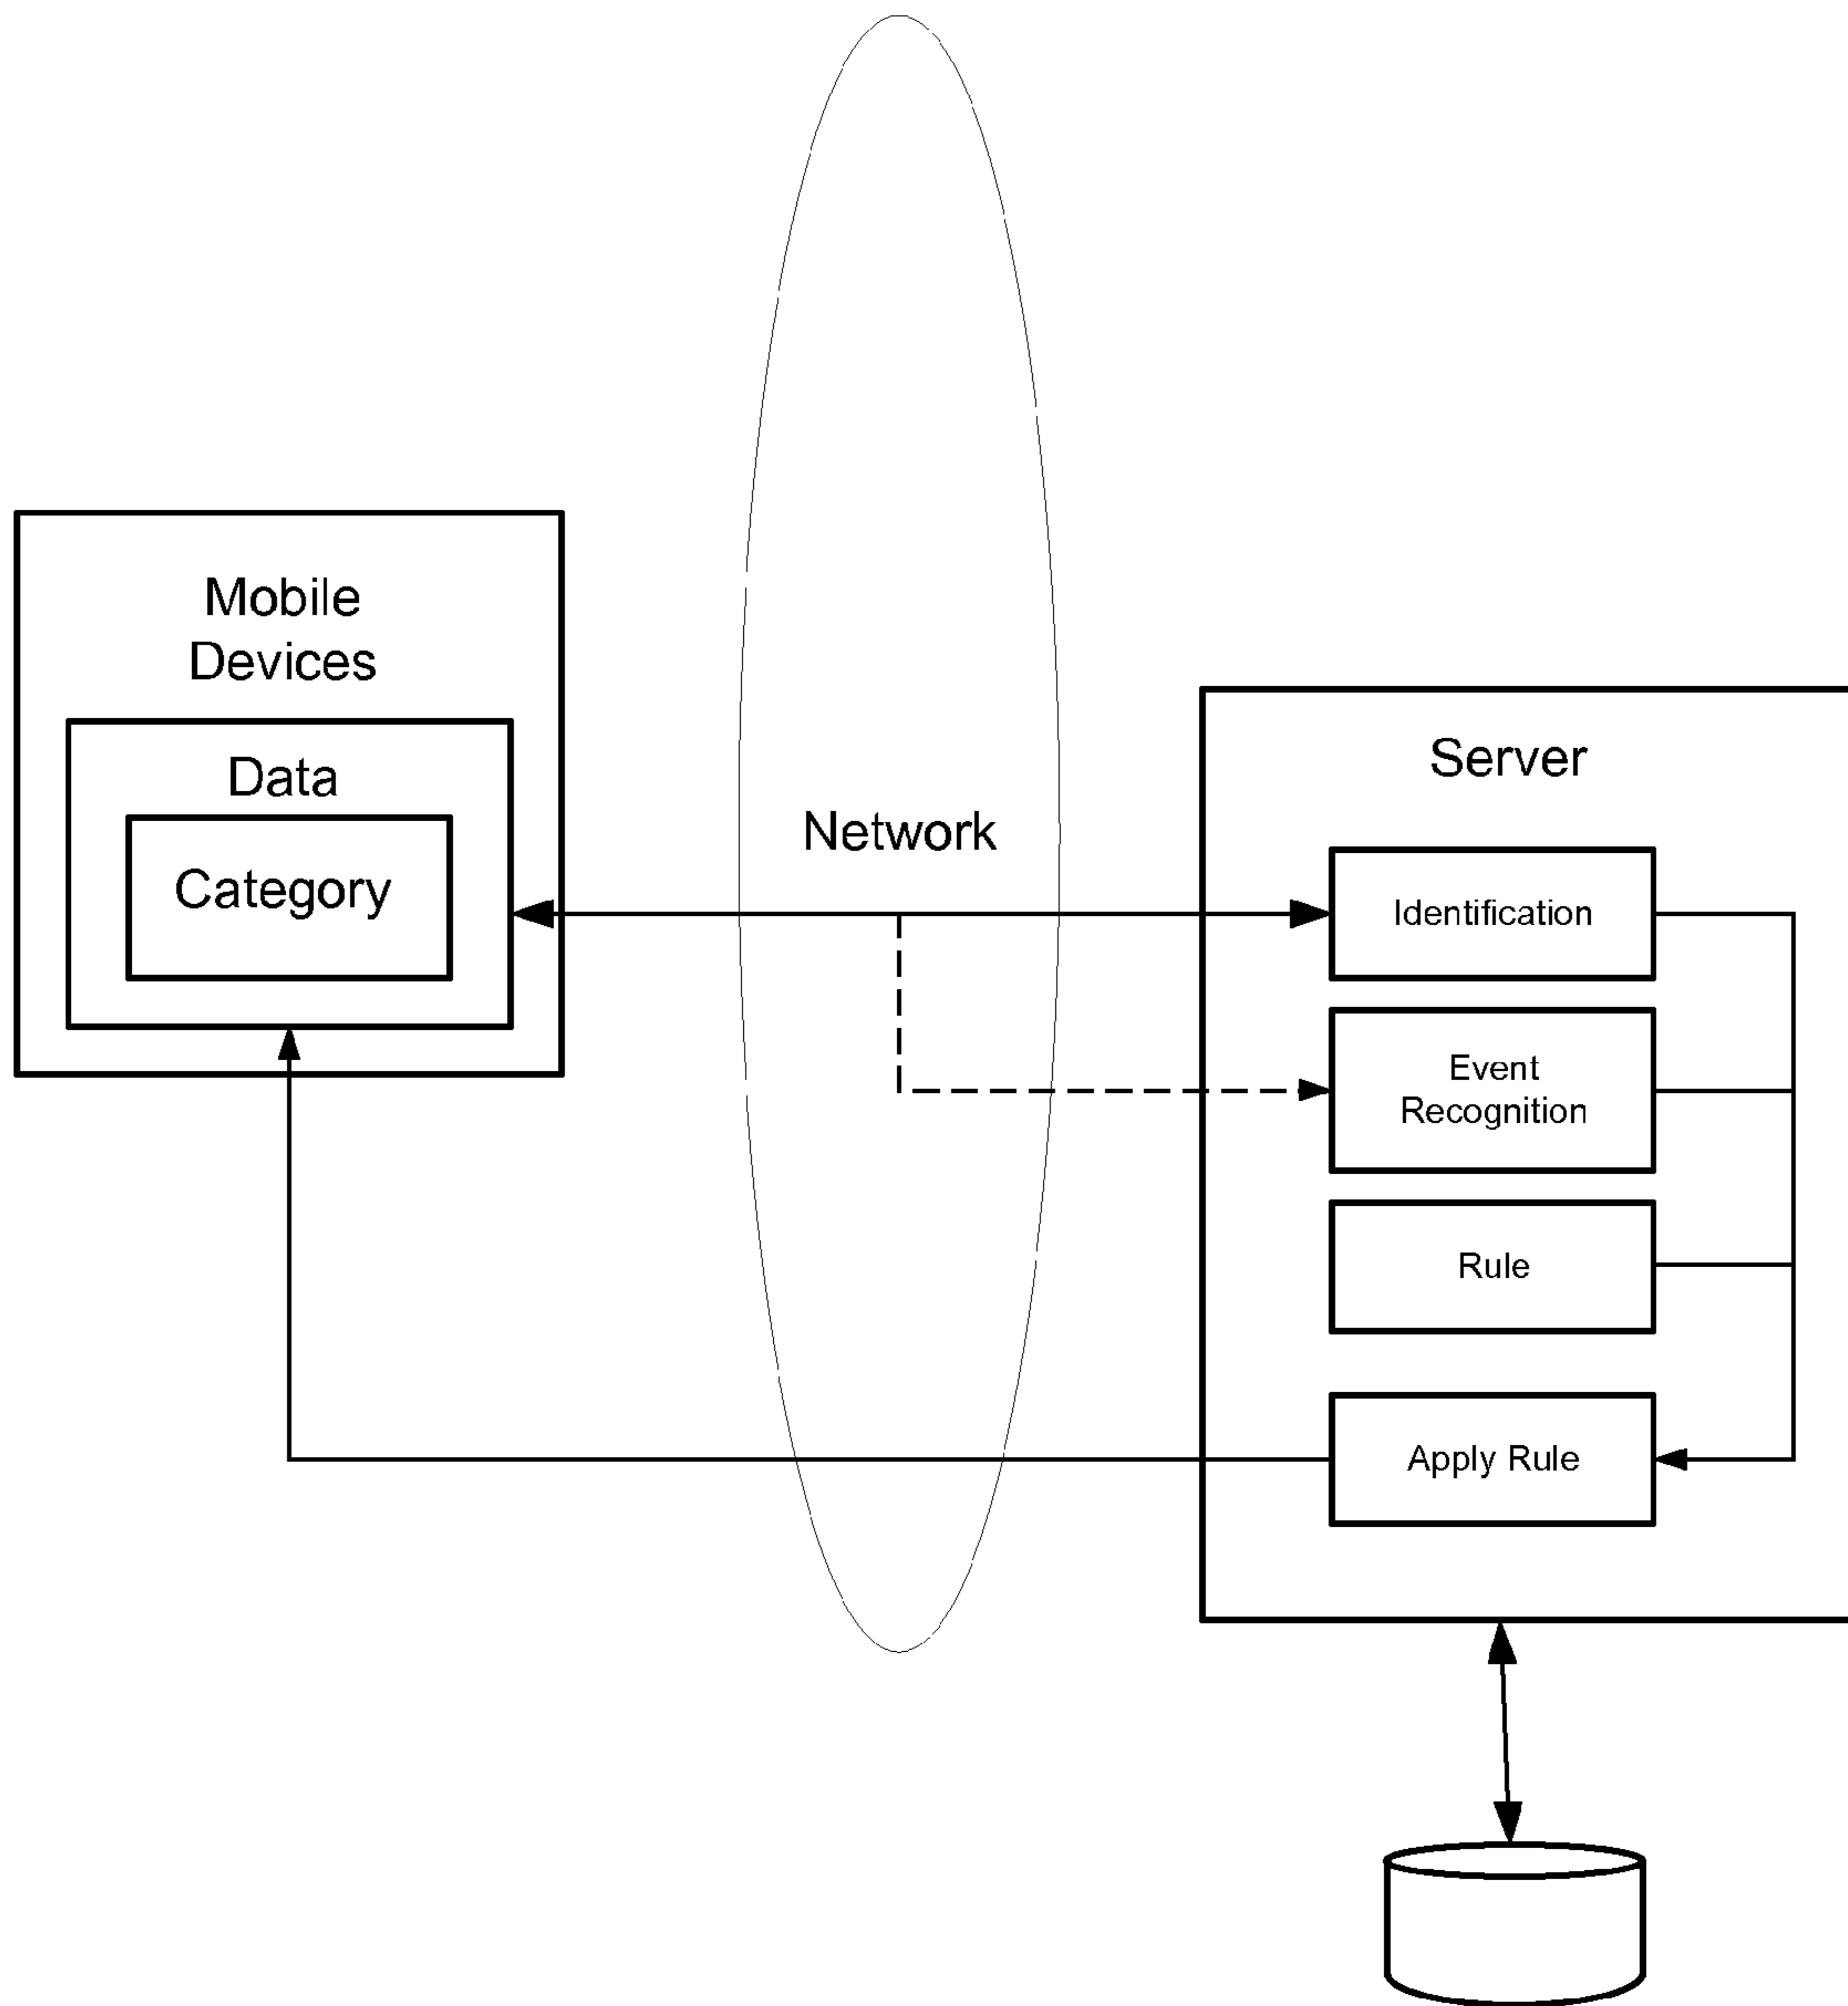 Mobile
Devices
Data
Category
Network
Server
Identification
Event
Recognition
Rule
Apply Rule